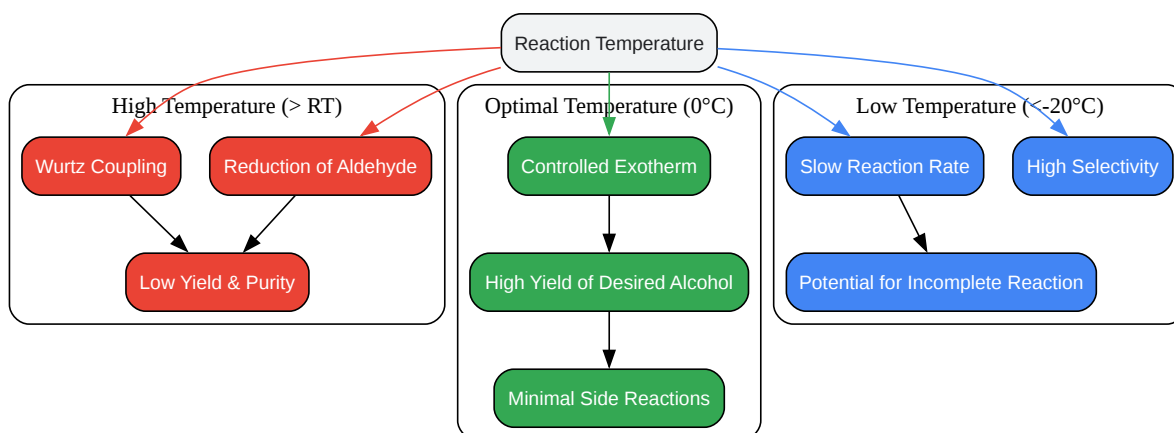 Reaction Temperature
High Temperature (> RT)
Optimal Temperature (0°C)
Low Temperature (<-20°C)
Wurtz Coupling
Reduction of Aldehyde
Controlled Exotherm
Slow Reaction Rate
High Selectivity
Low Yield & Purity
High Yield of Desired Alcohol
Potential for Incomplete Reaction
Minimal Side Reactions